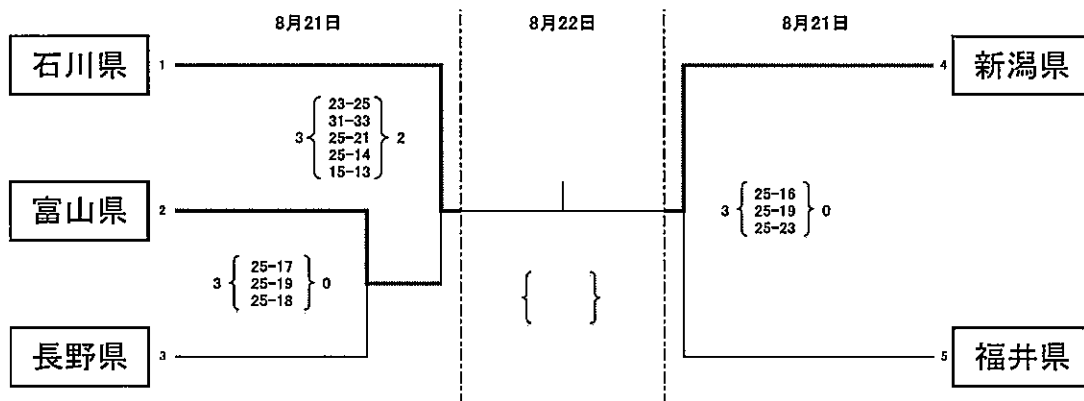 8月21日
8月22日
8月21日
石川県 1
4 新潟県
3 { 23-25 } 2
31-33
25-21
25-14
15-13
富山県 2
3 { 25-16 } 0
25-19
25-23
3 { 25-17 } 0
25-19
25-18
{ }
長野県 3
5 福井県